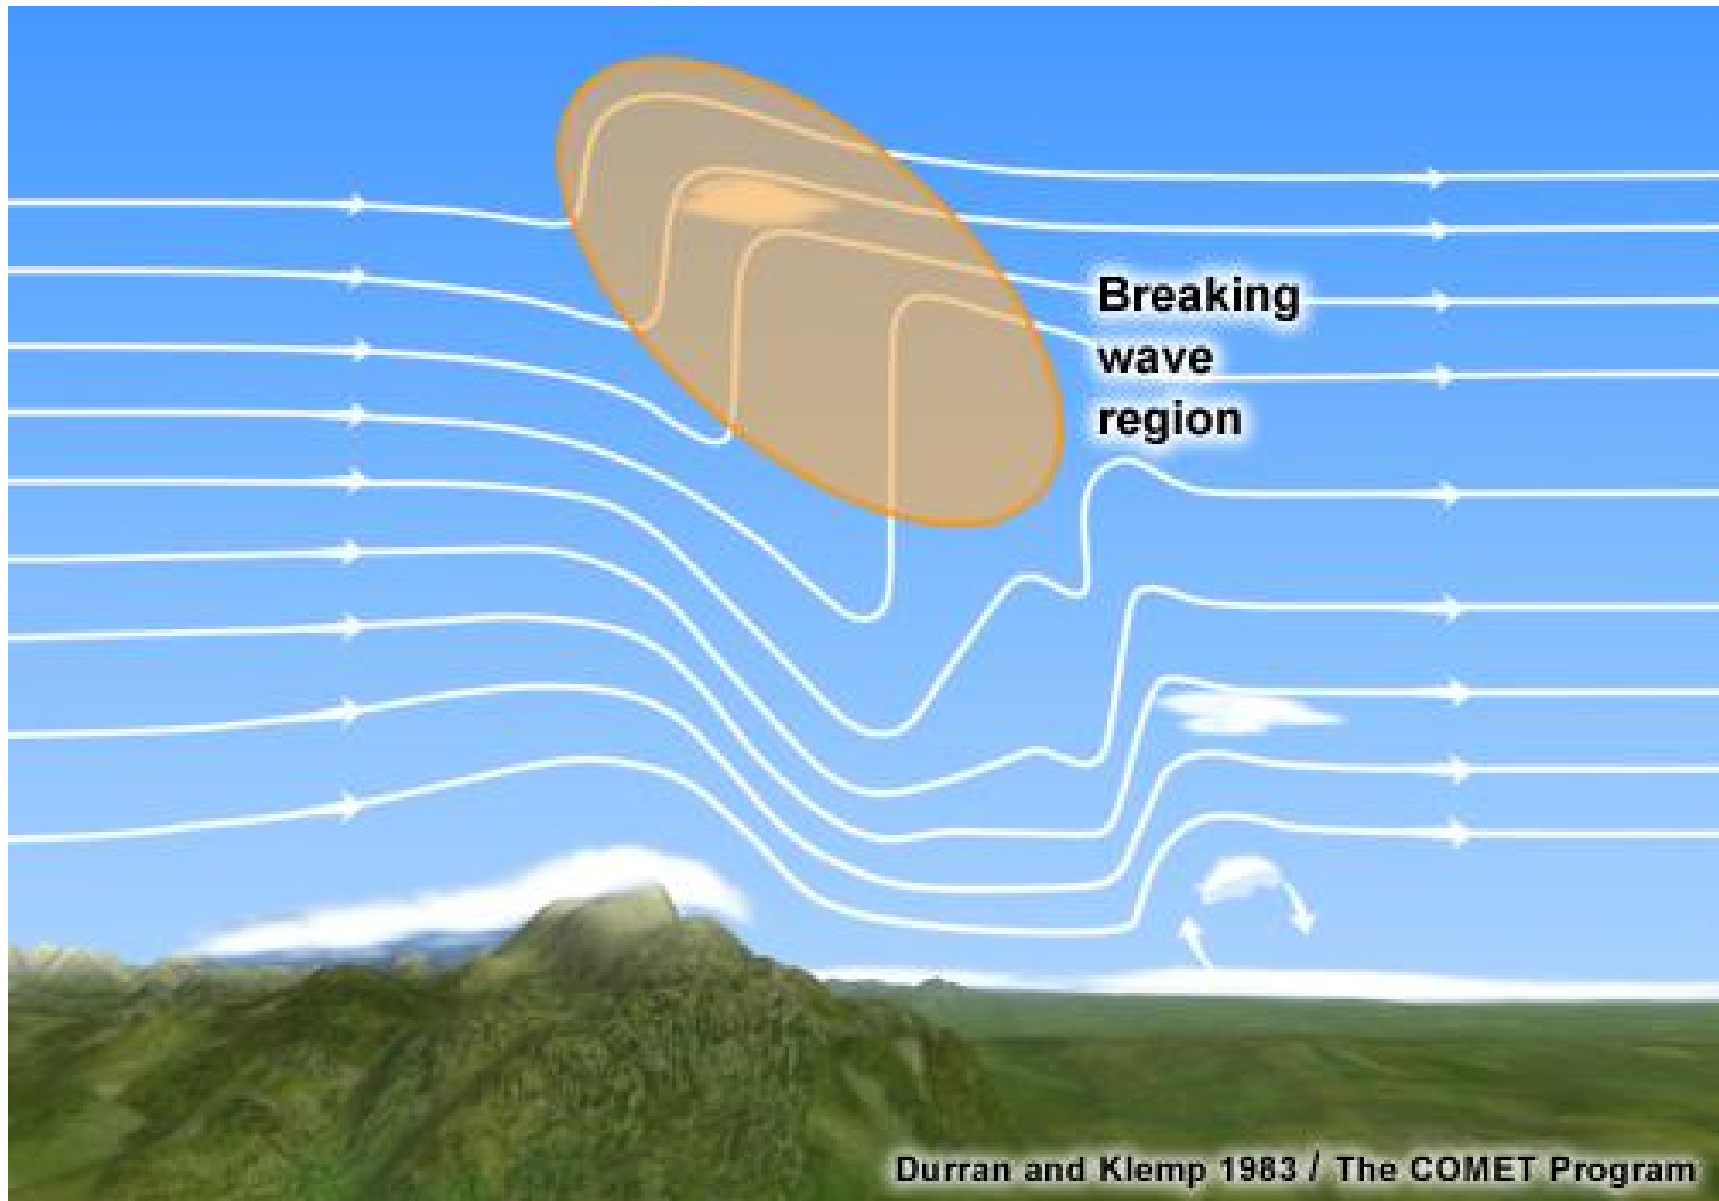 Breaking
wave
region
Durran and Klemp 1983 / The COMET Program